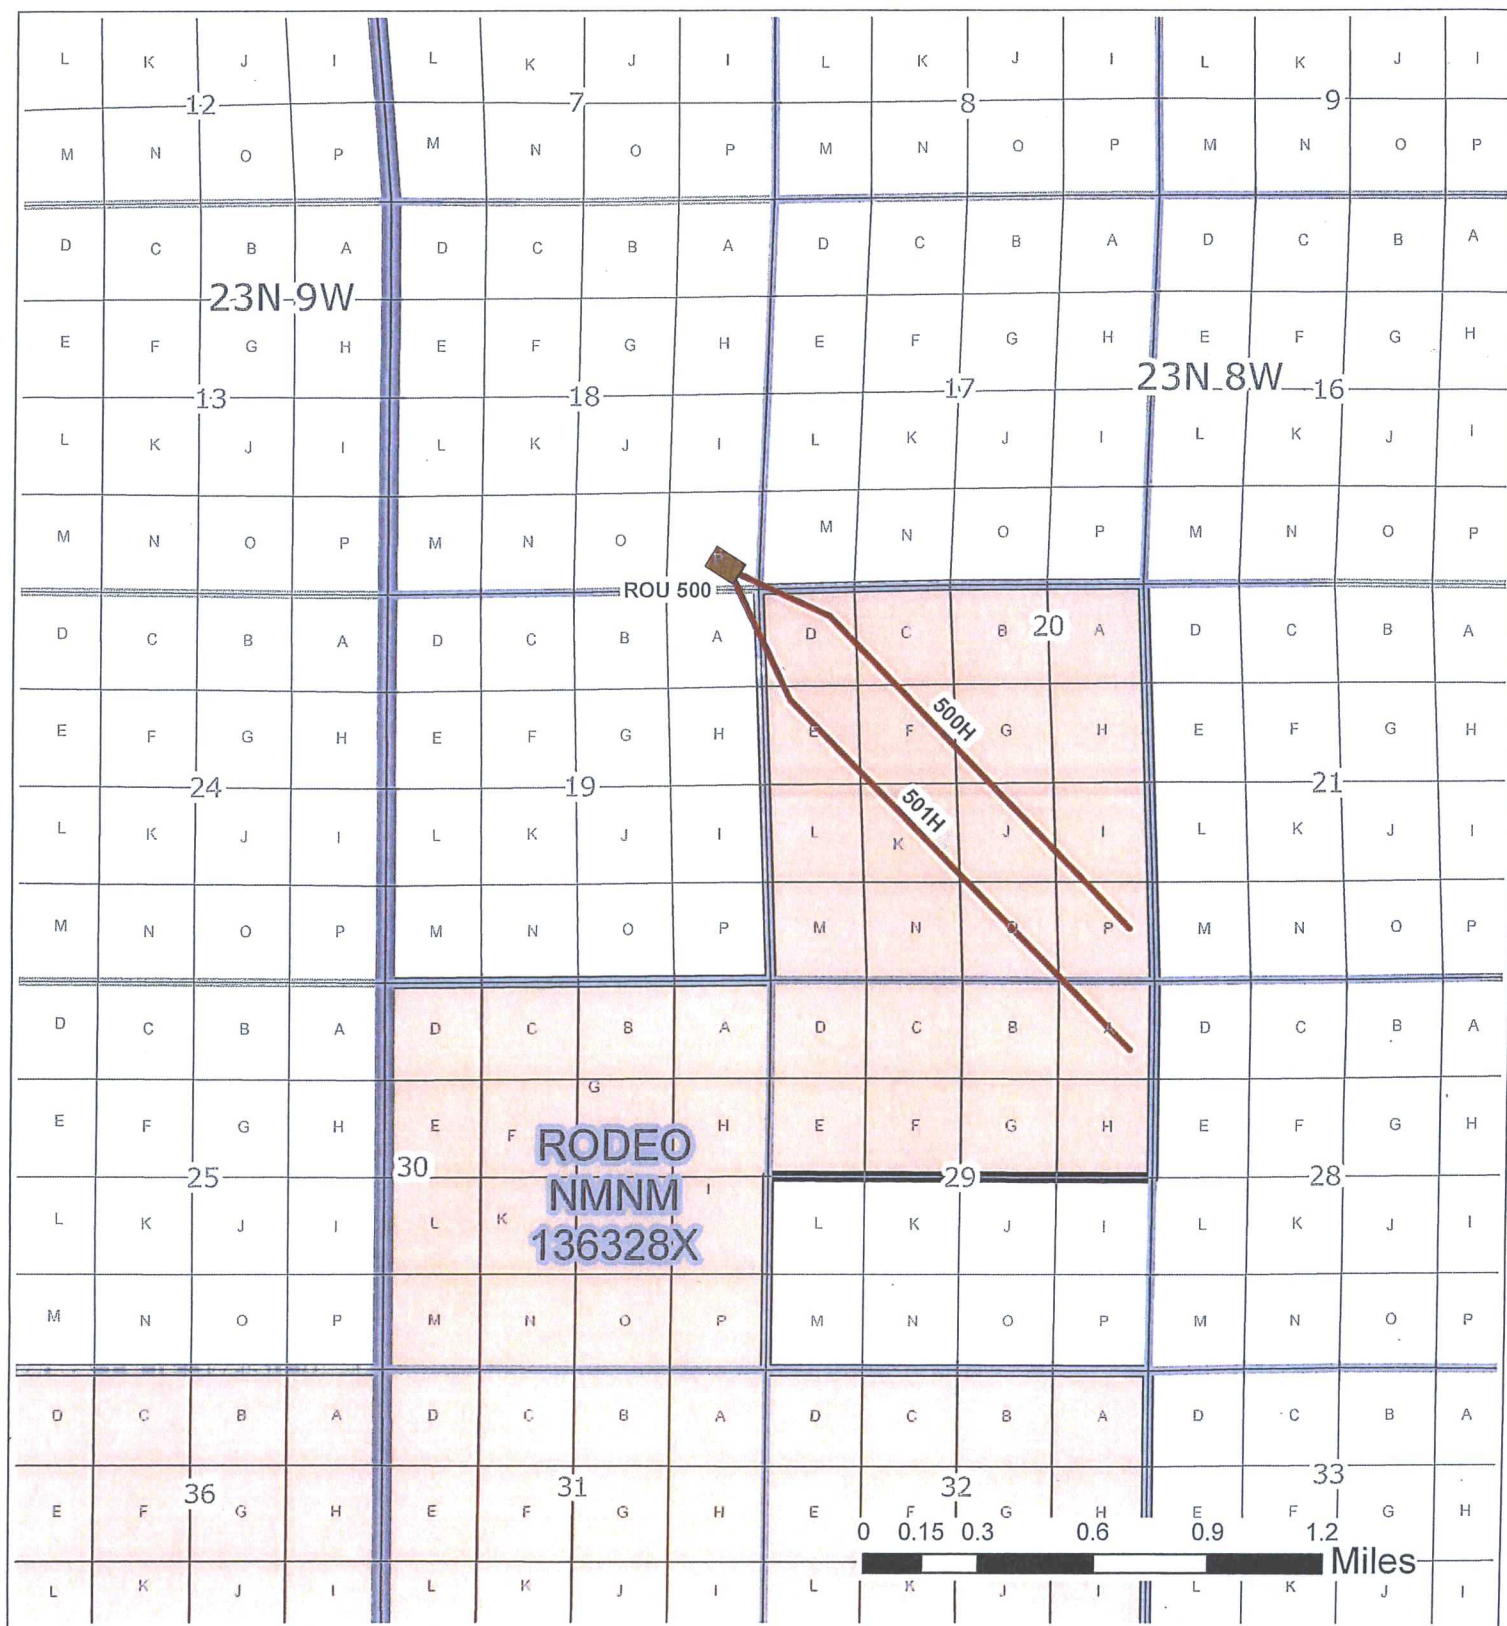 L K J I L K J I L K J I L K J I
12 7 8 9
M N O P M N O P M N O P M N O P
D C B A D C B A D C B A D C B A
23N 9W
E F G H E F G H E F G H E F G H
23N 8W
13 18 17 16
L K J I L K J I L K J I L K J I
M N O P M N O M N O P M N O P
ROU 500
D C B A D C B A D C B 20 A D C B A
E F G H E F G H E F 500H G H E F G H
24 19 21
501H
L K J I L K J I L K J I L K J I
M N O P M N O P M N O P M N O P
D C B A D C B A D C B A D C B A
G
E F G H E F H E F G H E F G H
RODEO
25 30 29 28
NMNM
L K J I L K I L K J I L K J I
136328X
M N O P M N O P M N O P M N O P
D C B A D C B A D C B A D C B A
36 31 32 33
E F G H E F G H E F G H E F G H
0 0.15 0.3 0.6 0.9 1.2
Miles
L K J I L K J I L K J I L K J I